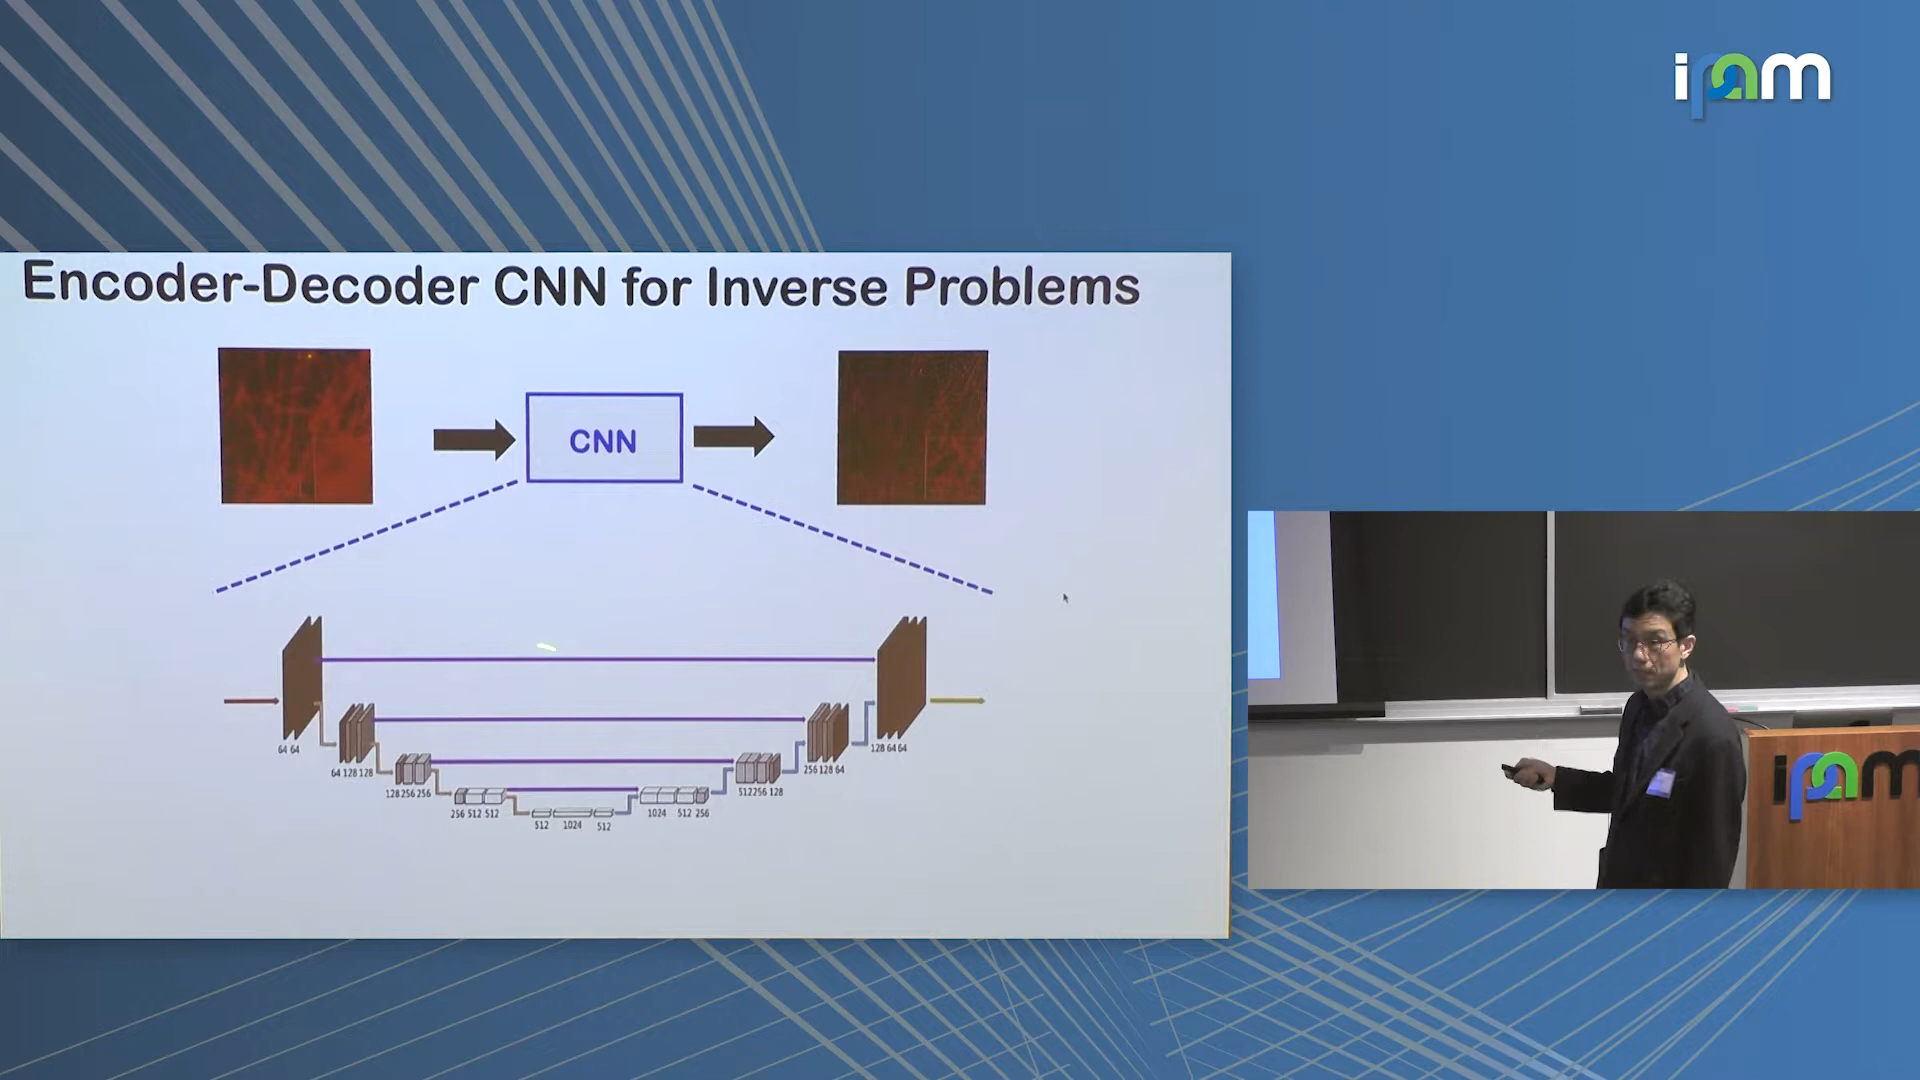 ipam
Encoder-Decoder CNN for Inverse Problems
CNN
64 64
64 128 128
128 256 256
256 512 512
512 1024 512
1024 512 256
512 256 128
256 128 64
128 64 64
ipam